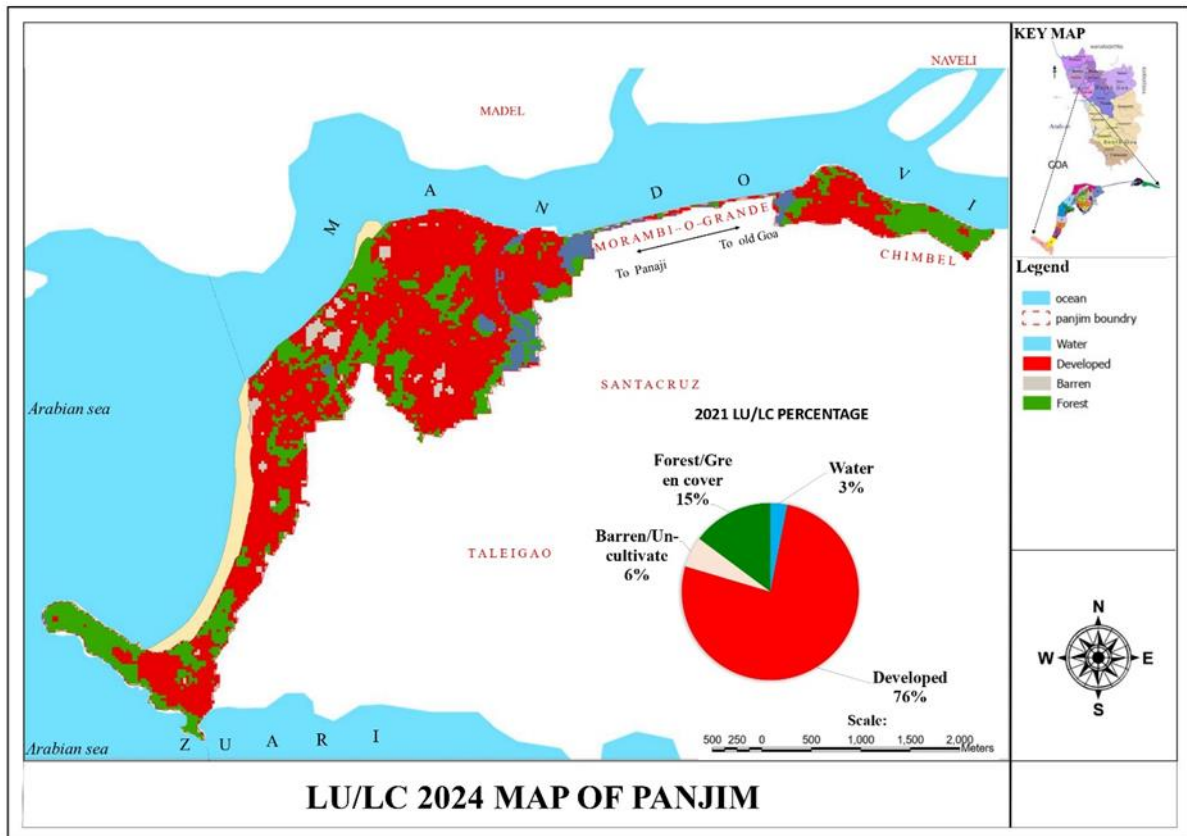 KEY MAP
NAVELI
MADEL
GOA
M A N D O V I
MORAMBI-O-GRANDE
To Panaji
To old Goa
CHIMBEL
Legend
ocean
panjim boundry
Water
Developed
Barren
Forest
SANTACRUZ
Arabian sea
2021 LU/LC PERCENTAGE
Forest/Gre
en cover
15%
Water
3%
Barren/Un-
cultivate
6%
TALEIGAO
Developed
76%
N
W
E
S
Scale:
500 250 0 500 1,000 1,500 2,000
Meters
Arabian sea
Z U A R I
LU/LC 2024 MAP OF PANJIM